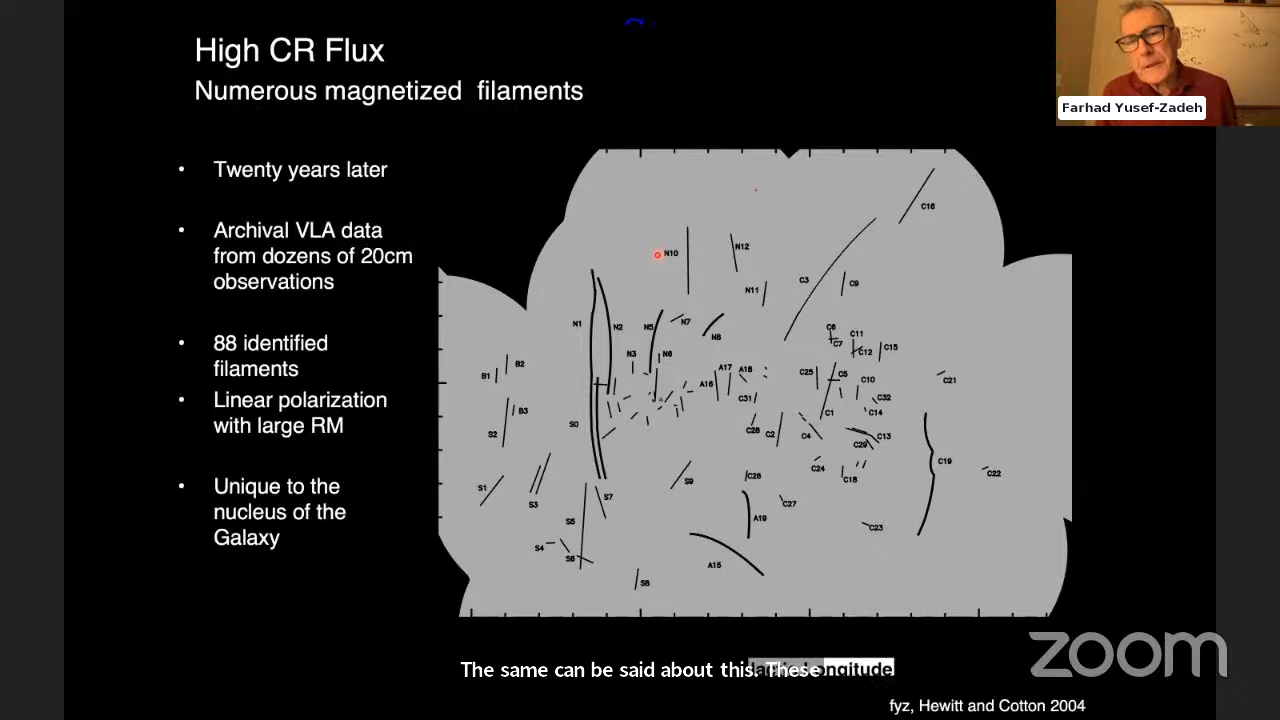 High CR Flux
Numerous magnetized filaments
Farhad Yusef-Zadeh
• Twenty years later
• Archival VLA data
from dozens of 20cm
observations
• 88 identified
filaments
• Linear polarization
with large RM
• Unique to the
nucleus of the
Galaxy
C16
N10
N12
N11
C3
C9
N1
N2
N5
N7
N8
C6
C11
C7
C12
C15
N3
N6
B2
B1
A17
A18
C25
C5
C10
C21
A16
C31
C32
B3
C1
C14
S2
S0
C28
C2
C4
C13
C29
C19
C24
C22
S1
S9
C26
C18
S3
S7
C27
S5
A19
C23
S4
S6
A15
S8
The same can be said about this. These
ongitude
zoom
fyz, Hewitt and Cotton 2004